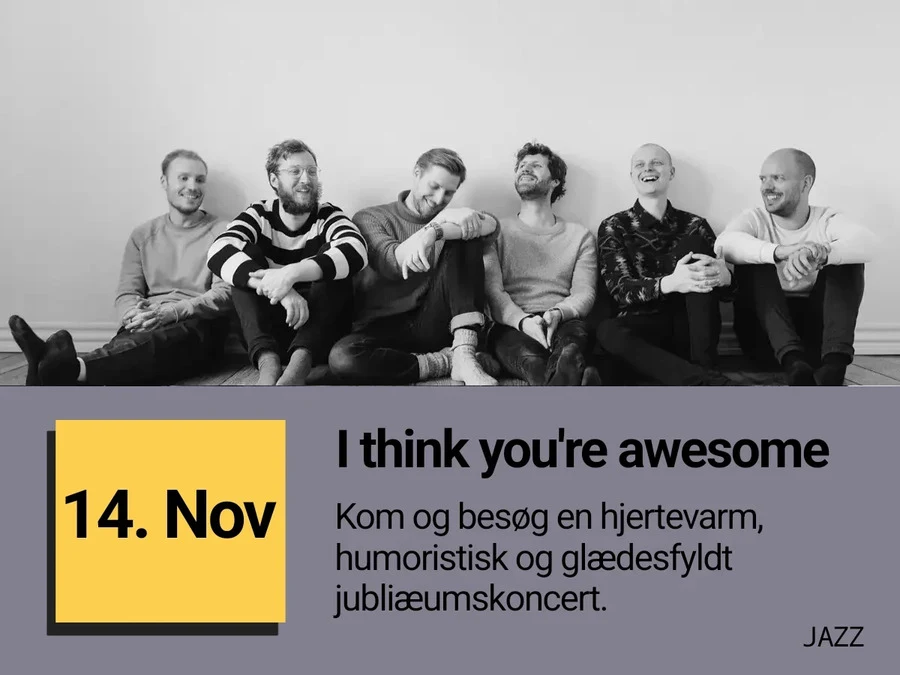 14. Nov
I think you're awesome
Kom og besøg en hjertevarm,
humoristisk og glædesfyldt
jubliæumskoncert.
JAZZ